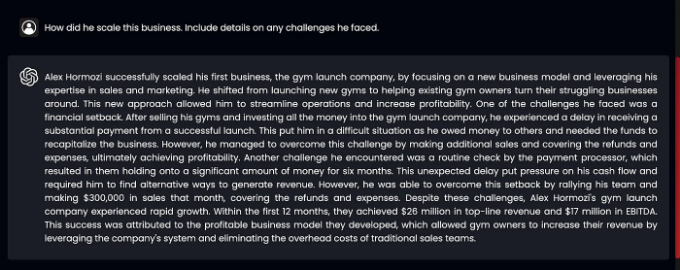 How did he scale this business. Include details on any challenges he faced.
Alex Hormozi successfully scaled his first business, the gym launch company, by focusing on a new business model and leveraging his
expertise in sales and marketing. He shifted from launching new gyms to helping existing gym owners turn their struggling businesses
around. This new approach allowed him to streamline operations and increase profitability. One of the challenges he faced was a
financial setback. After selling his gyms and investing all the money into the gym launch company, he experienced a delay in receiving a
substantial payment from a successful launch. This put him in a difficult situation as he owed money to others and needed the funds to
recapitalize the business. However, he managed to overcome this challenge by making additional sales and covering the refunds and
expenses, ultimately achieving profitability. Another challenge he encountered was a routine check by the payment processor, which
resulted in them holding onto a significant amount of money for six months. This unexpected delay put pressure on his cash flow and
required him to find alternative ways to generate revenue. However, he was able to overcome this setback by rallying his team and
making $300,000 in sales that month, covering the refunds and expenses. Despite these challenges, Alex Hormozi's gym launch
company experienced rapid growth. Within the first 12 months, they achieved $26 million in top-line revenue and $17 million in EBITDA.
This success was attributed to the profitable business model they developed, which allowed gym owners to increase their revenue by
leveraging the company's system and eliminating the overhead costs of traditional sales teams.